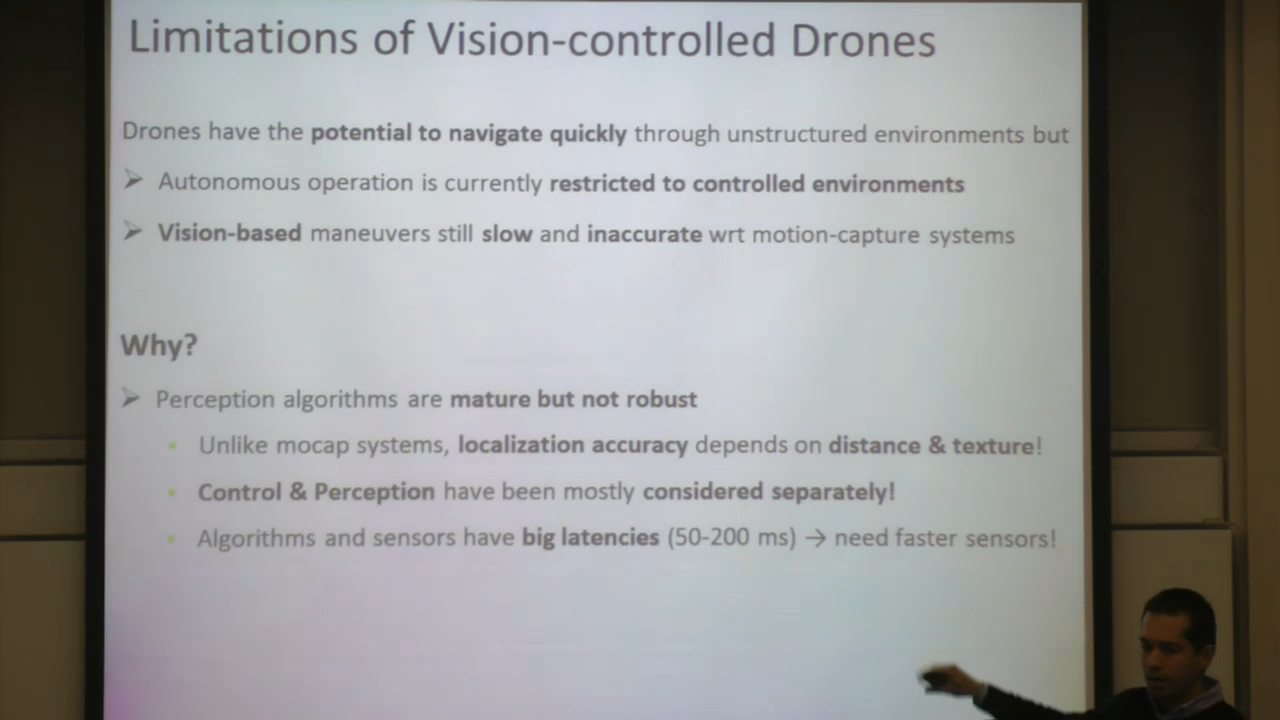 Limitations of Vision-controlled Drones
Drones have the potential to navigate quickly through unstructured environments but
➤ Autonomous operation is currently restricted to controlled environments
➤ Vision-based maneuvers still slow and inaccurate wrt motion-capture systems
Why?
➤ Perception algorithms are mature but not robust
▪ Unlike mocap systems, localization accuracy depends on distance & texture!
▪ Control & Perception have been mostly considered separately!
▪ Algorithms and sensors have big latencies (50-200 ms) → need faster sensors!